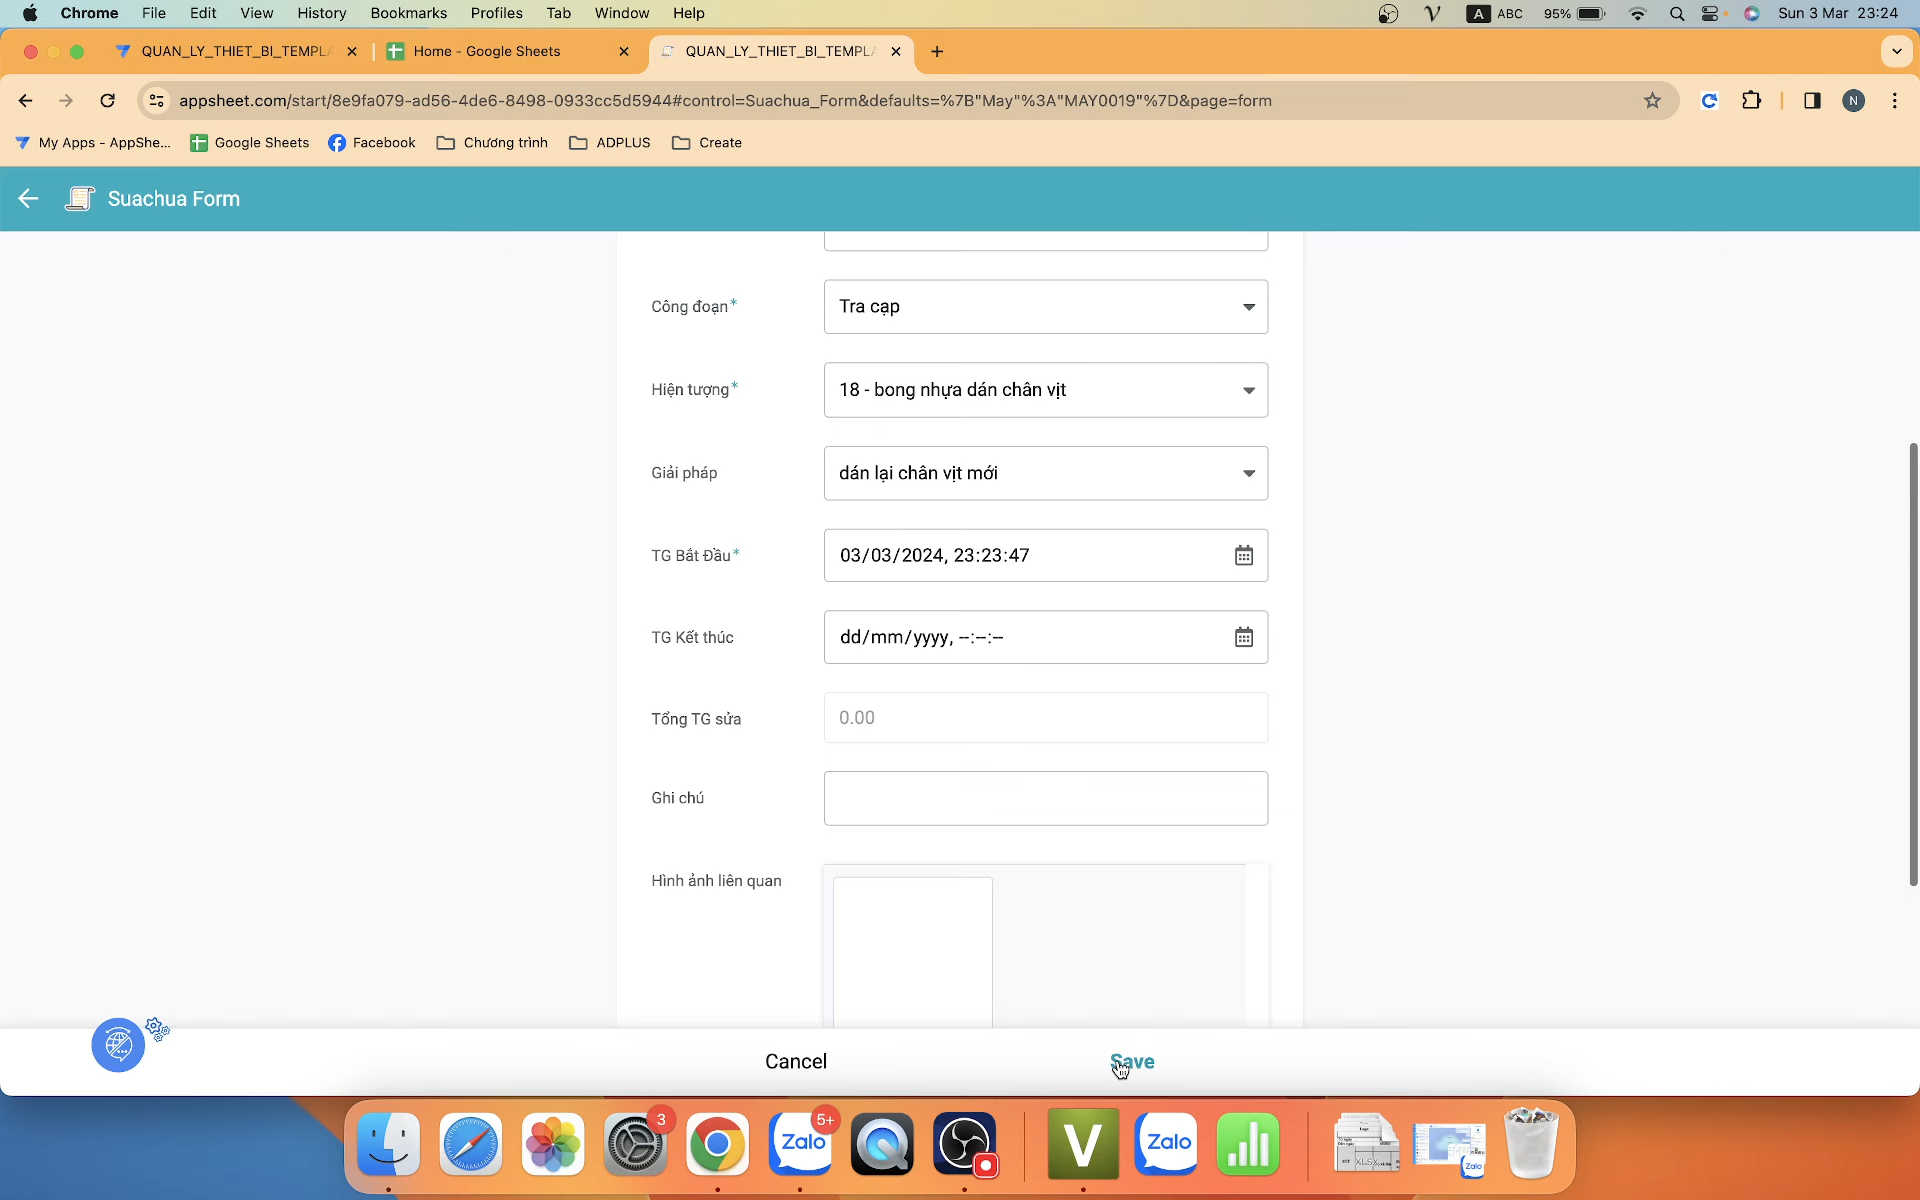 Chrome File Edit View History Bookmarks Profiles Tab Window Help A ABC 95% Sun 3 Mar 23:24
QUAN_LY_THIET_BI_TEMPLA Home - Google Sheets QUAN_LY_THIET_BI_TEMPLA
appsheet.com/start/8e9fa079-ad56-4de6-8498-0933cc5d5944#control=Suachua_Form&defaults=%7B"May"%3A"MAY0019"%7D&page=form N
My Apps - AppShe... Google Sheets Facebook Chương trình ADPLUS Create
Suachua Form
Công đoạn* Tra cạp
Hiện tượng* 18 - bong nhựa dán chân vịt
Giải pháp dán lại chân vịt mới
TG Bắt Đầu* 03/03/2024, 23:23:47
TG Kết thúc dd/mm/yyyy, --:--:--
Tổng TG sửa 0.00
Ghi chú
Hình ảnh liên quan
Cancel Save
3 5+
Zalo V Zalo XLSX Zalo